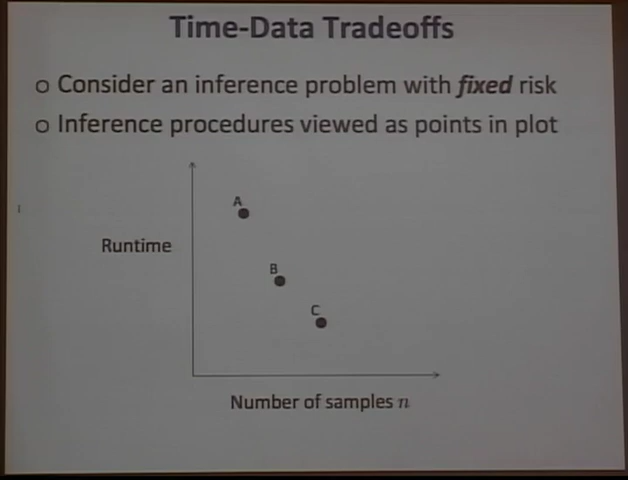 Time-Data Tradeoffs
o Consider an inference problem with fixed risk
o Inference procedures viewed as points in plot
A
Runtime
B
C
Number of samples n